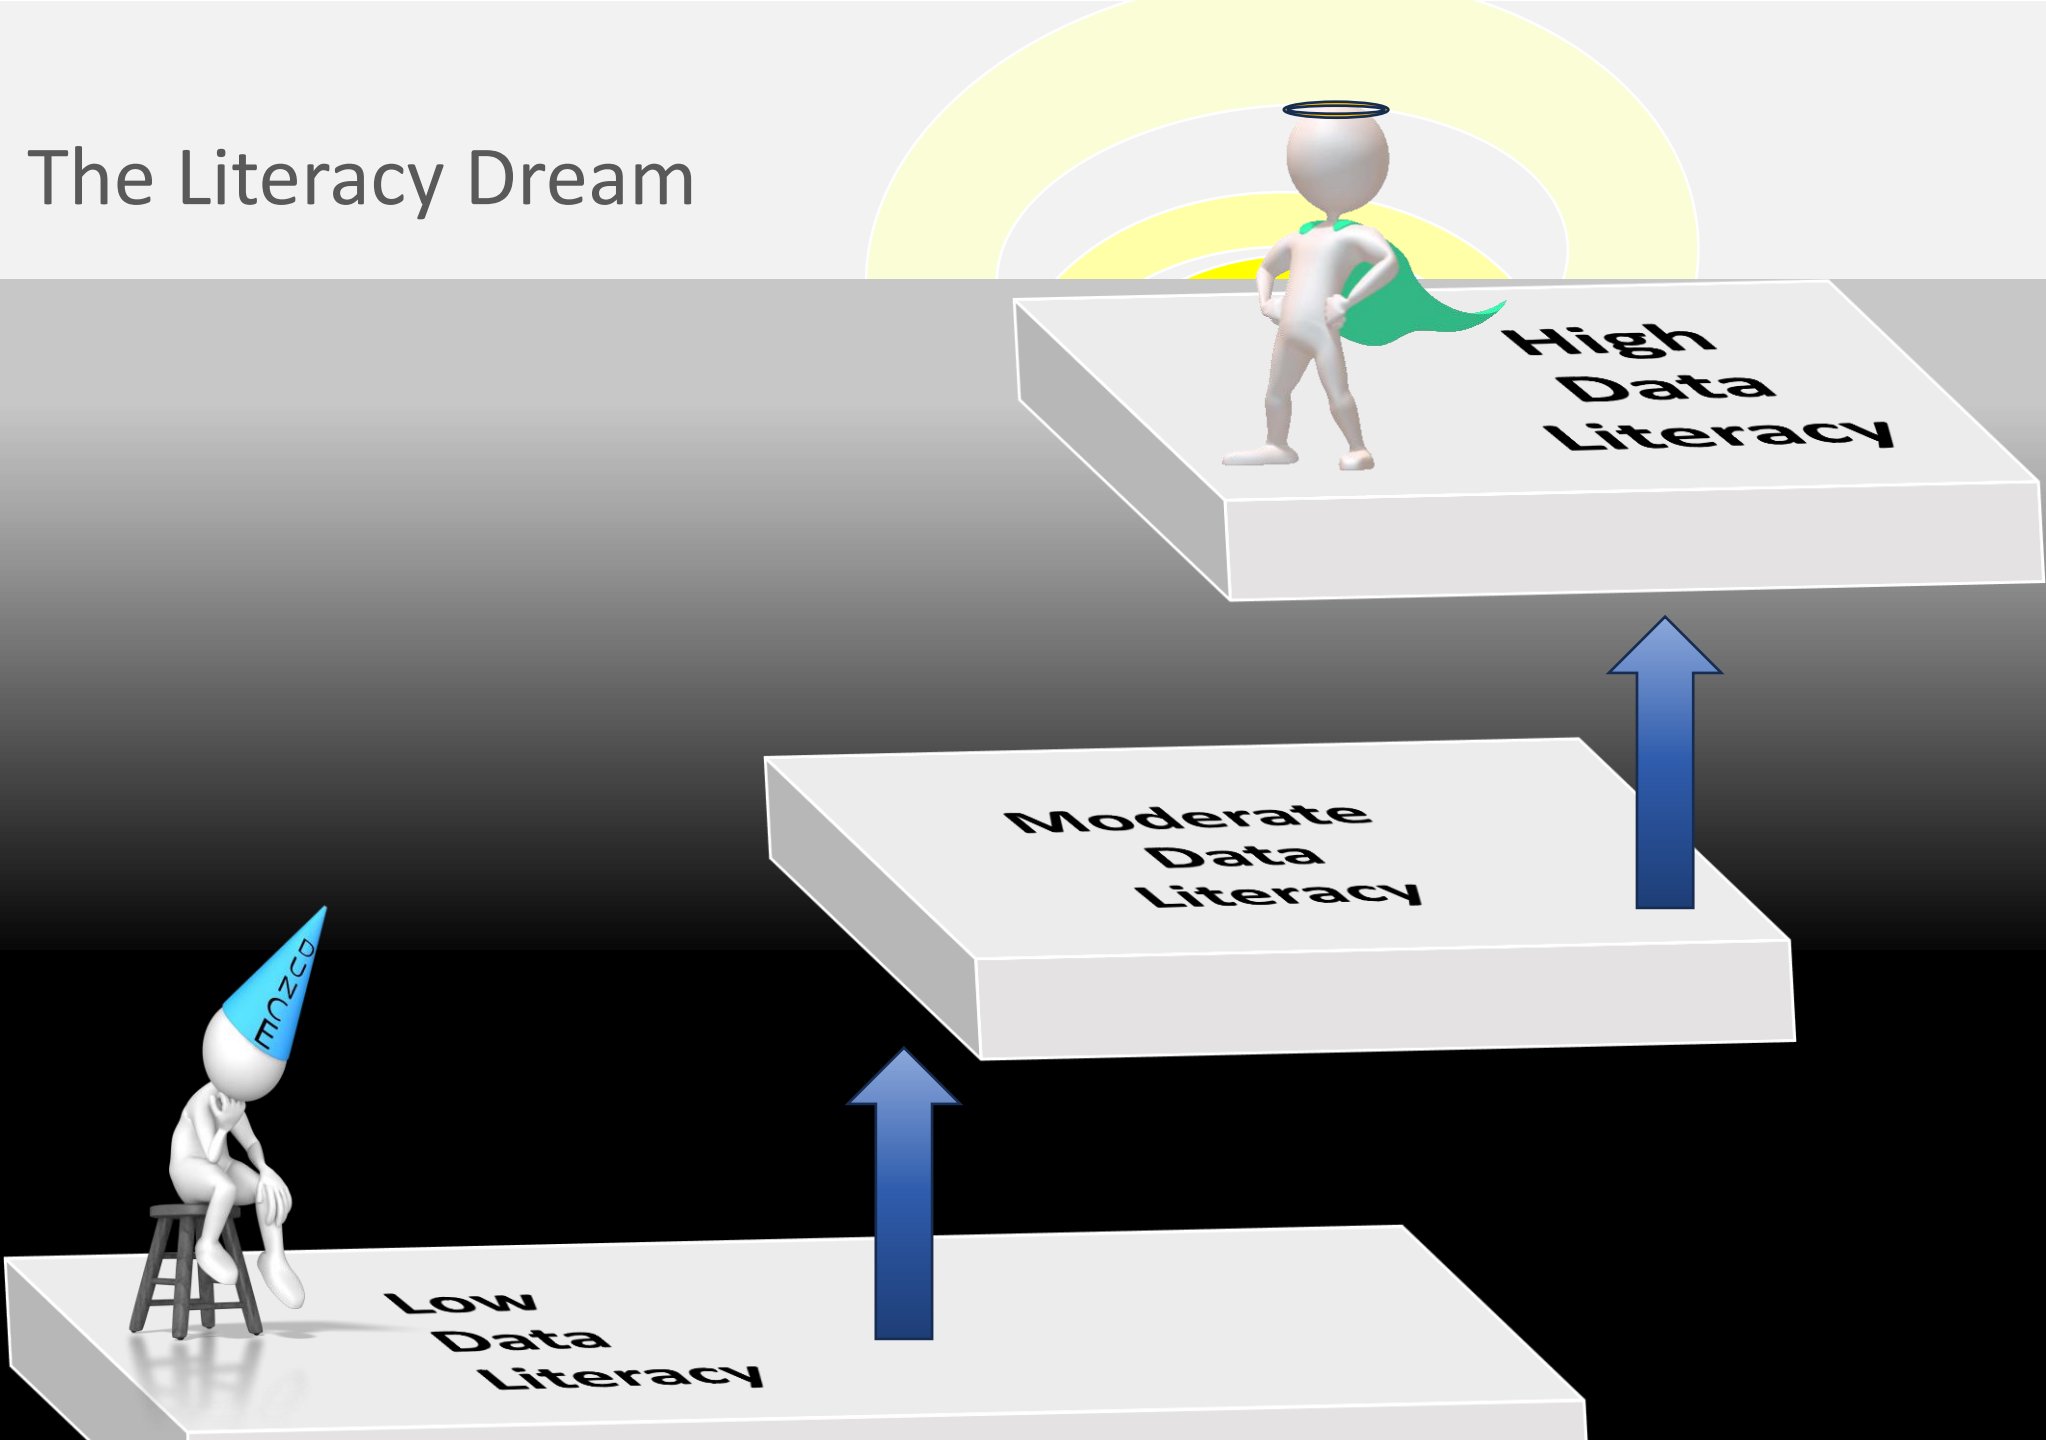 The Literacy Dream
High
Data
Literacy
Moderate
Data
Literacy
DUNCE
Low
Data
Literacy